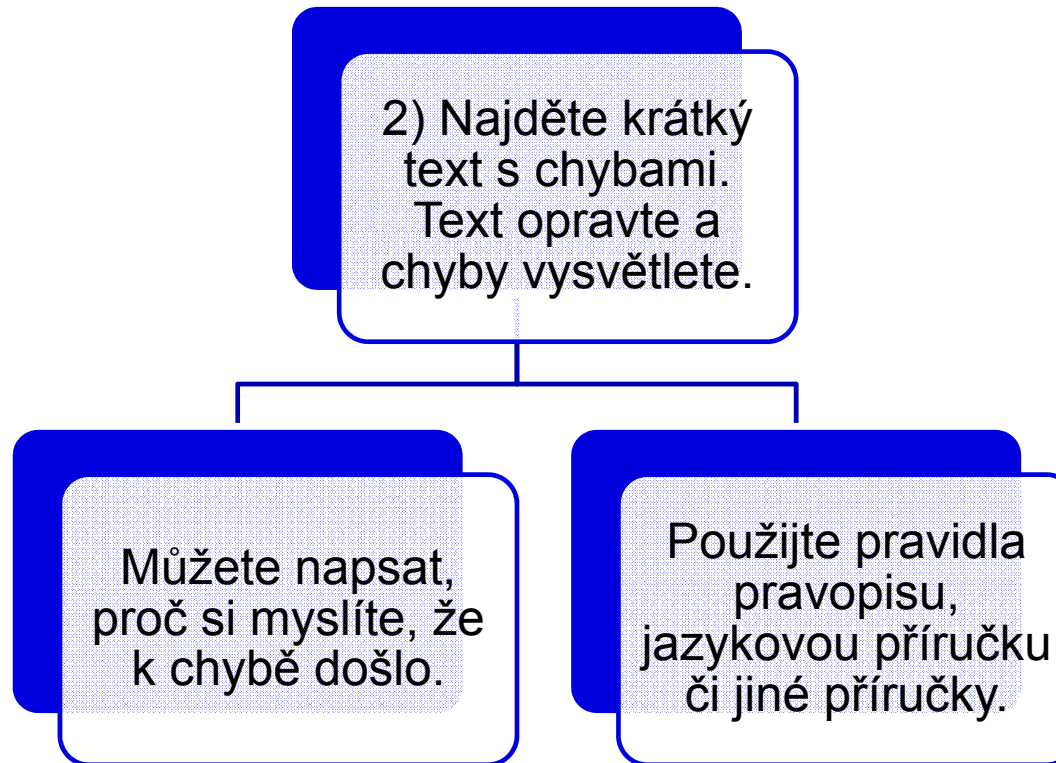 2) Najděte krátký
text s chybami.
Text opravte a
chyby vysvětlete.
Můžete napsat,
proč si myslíte, že
k chybě došlo.
Použijte pravidla
pravopisu,
jazykovou příručku
či jiné příručky.